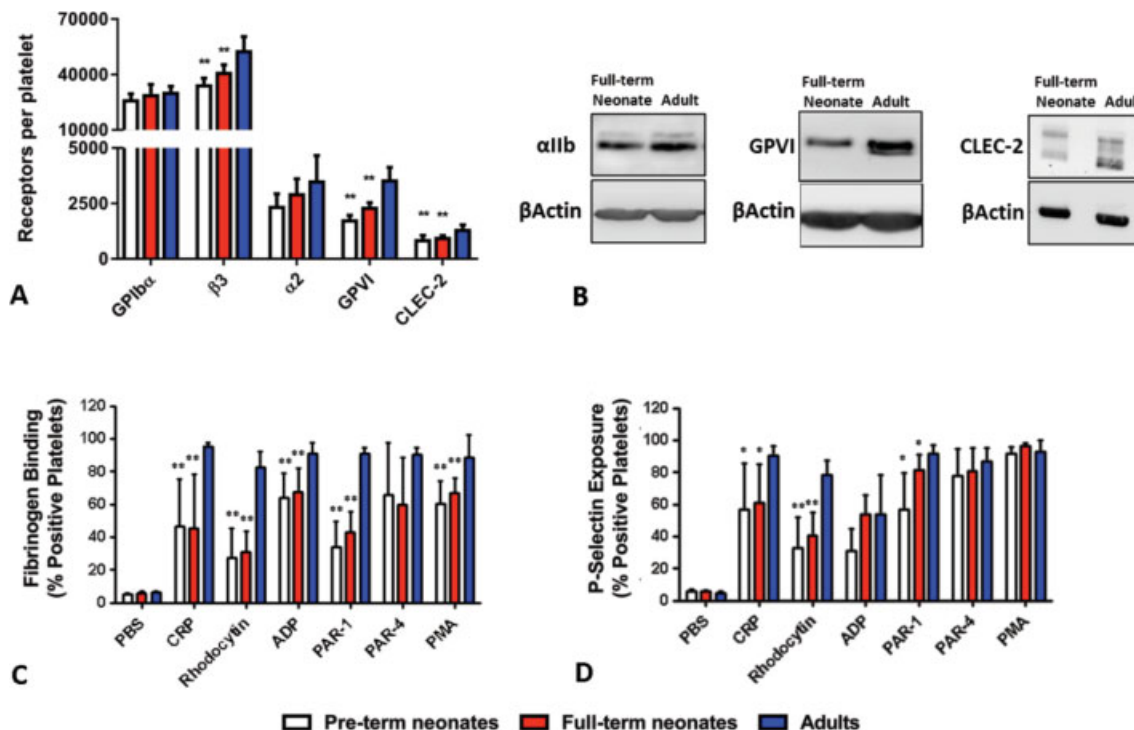 70000
40000
10000
5000
2500
0
Receptors per platelet
** **
** **
** **
GPIbα
β3
α2
GPVI
CLEC-2
A
Full-term
Neonate Adult
αIIb
βActin
Full-term
Neonate Adult
GPVI
βActin
Full-term
Neonate Adul
CLEC-2
βActin
B
120
100
80
60
40
20
0
Fibrinogen Binding
(% Positive Platelets)
** **
** **
** **
** **
** **
PBS
CRP
Rhodocytin
ADP
PAR-1
PAR-4
PMA
C
120
100
80
60
40
20
0
P-Selectin Exposure
(% Positive Platelets)
* *
** **
* *
PBS
CRP
Rhodocytin
ADP
PAR-1
PAR-4
PMA
D
Pre-term neonates Full-term neonates Adults